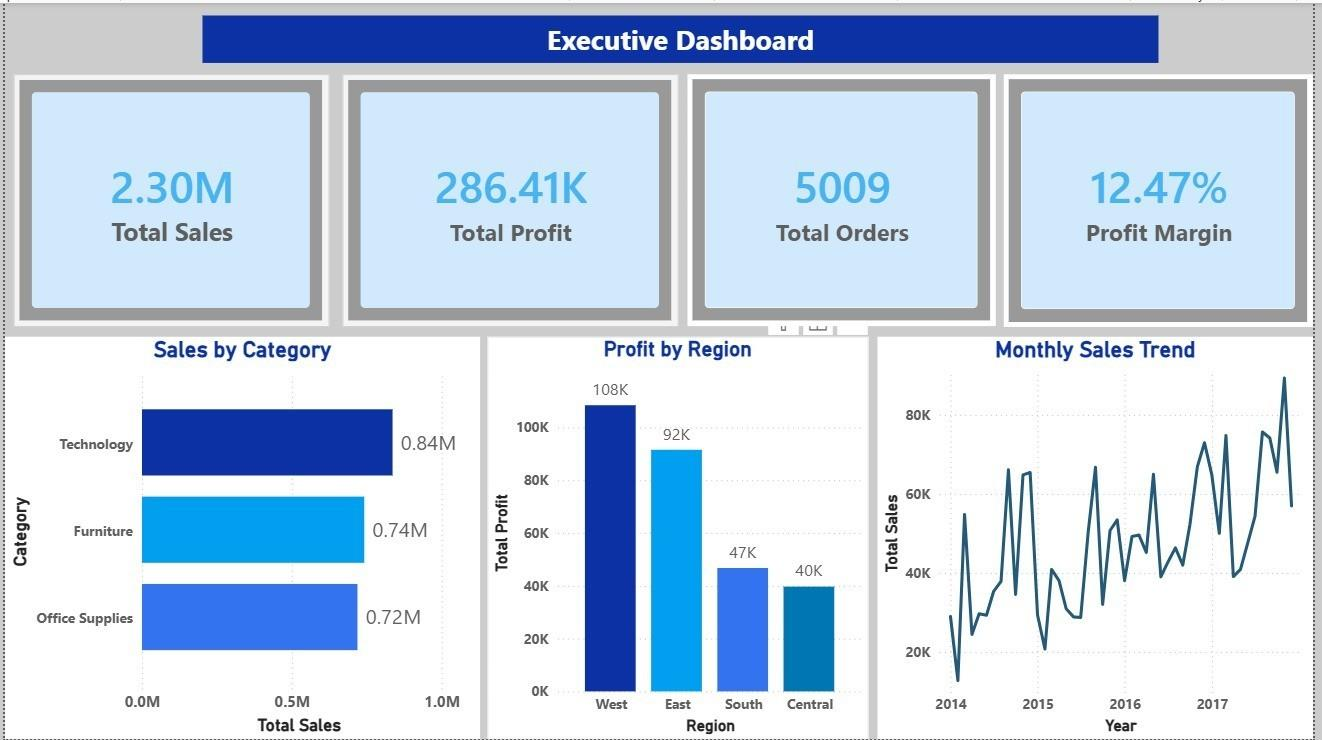 Executive Dashboard
2.30M
Total Sales
286.41K
Total Profit
5009
Total Orders
12.47%
Profit Margin
Sales by Category
Category
Technology
0.84M
Furniture
0.74M
Office Supplies
0.72M
0.0M 0.5M 1.0M
Total Sales
Profit by Region
Total Profit
100K
80K
60K
40K
20K
0K
108K
92K
47K
40K
West East South Central
Region
Monthly Sales Trend
Total Sales
80K
60K
40K
20K
2014 2015 2016 2017
Year